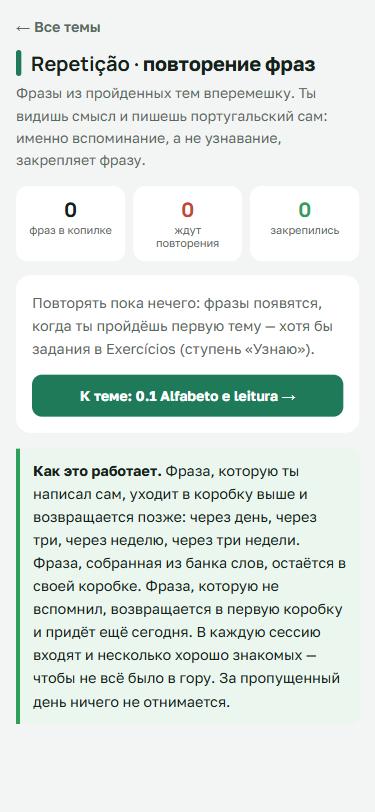 ← Все темы
Repetição · повторение фраз
Фразы из пройденных тем вперемешку. Ты
видишь смысл и пишешь португальский сам:
именно вспоминание, а не узнавание,
закрепляет фразу.
0
фраз в копилке
0
ждут
повторения
0
закрепились
Повторять пока нечего: фразы появятся,
когда ты пройдёшь первую тему — хотя бы
задания в Exercícios (ступень «Узнаю»).
К теме: 0.1 Alfabeto e leitura →
Как это работает. Фраза, которую ты
написал сам, уходит в коробку выше и
возвращается позже: через день, через
три, через неделю, через три недели.
Фраза, собранная из банка слов, остаётся в
своей коробке. Фраза, которую не
вспомнил, возвращается в первую коробку
и придёт ещё сегодня. В каждую сессию
входят и несколько хорошо знакомых —
чтобы не всё было в гору. За пропущенный
день ничего не отнимается.